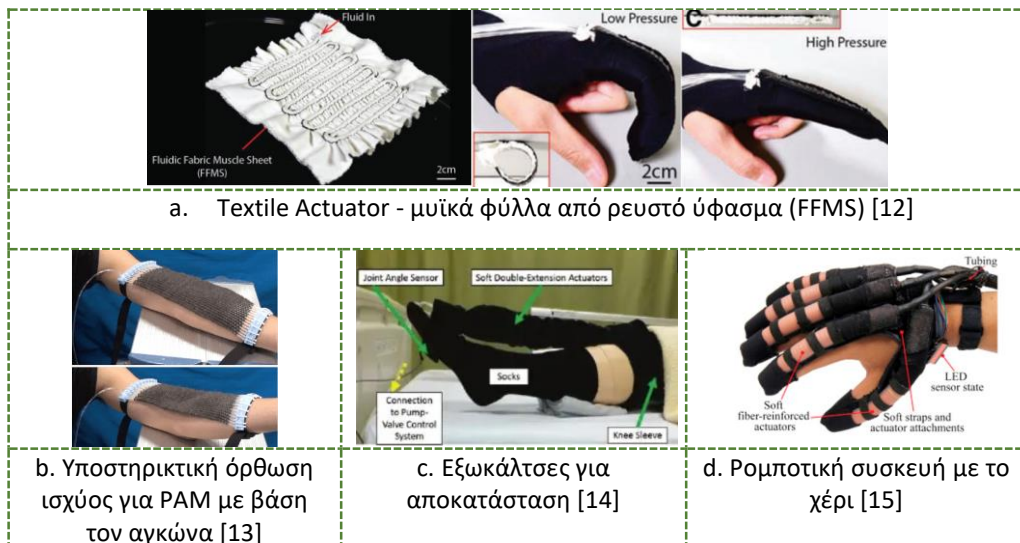 Fluid In
Fluidic Fabric Muscle Sheet
(FFMS)
2cm
Low Pressure
2cm
C
High Pressure
a. Textile Actuator - μυϊκά φύλλα από ρευστό ύφασμα (FFMS) [12]
Joint Angle Sensor
Soft Double-Extension Actuators
Socks
Connection
to Pump-
Valve Control
System
Knee Sleeve
Tubing
LED
sensor state
Soft
fiber-reinforced
actuators
Soft straps and
actuator attachments
b. Υποστηρικτική όρθωση
ισχύος για PAM με βάση
τον αγκώνα [13]
c. Εξωκάλτσες για
αποκατάσταση [14]
d. Ρομποτική συσκευή με το
χέρι [15]